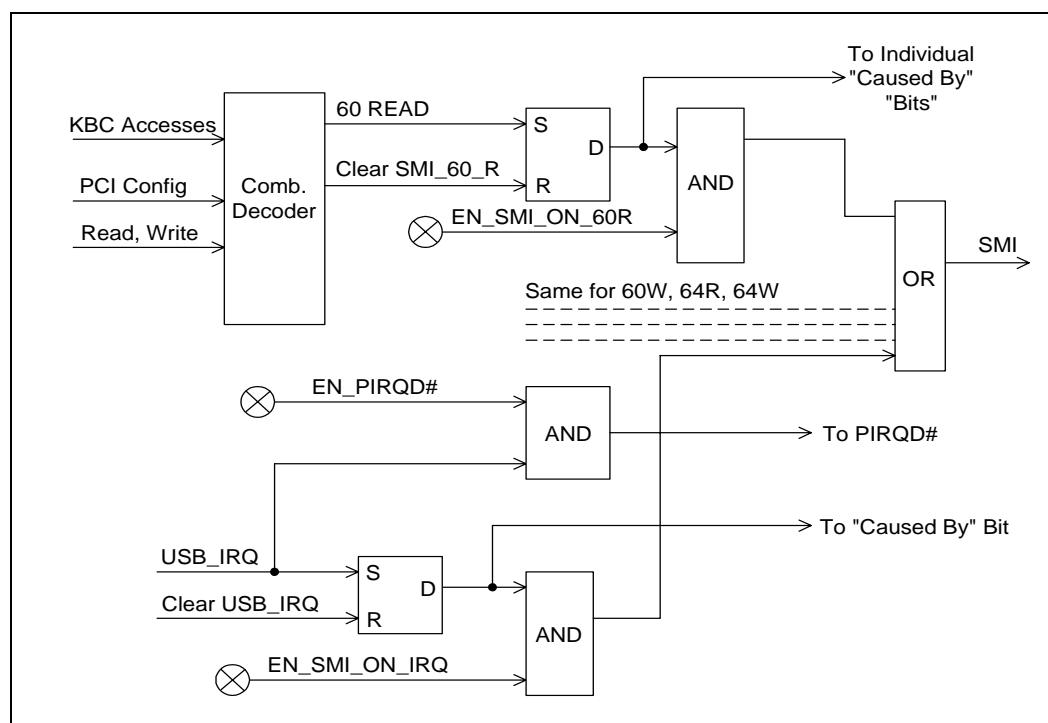 To Individual
"Caused By"
"Bits"
KBC Accesses
PCI Config
Read, Write
Comb.
Decoder
60 READ
Clear SMI_60_R
S
D
R
EN_SMI_ON_60R
AND
OR
SMI
Same for 60W, 64R, 64W
EN_PIRQD#
AND
To PIRQD#
To "Caused By" Bit
USB_IRQ
Clear USB_IRQ
S
D
R
AND
EN_SMI_ON_IRQ